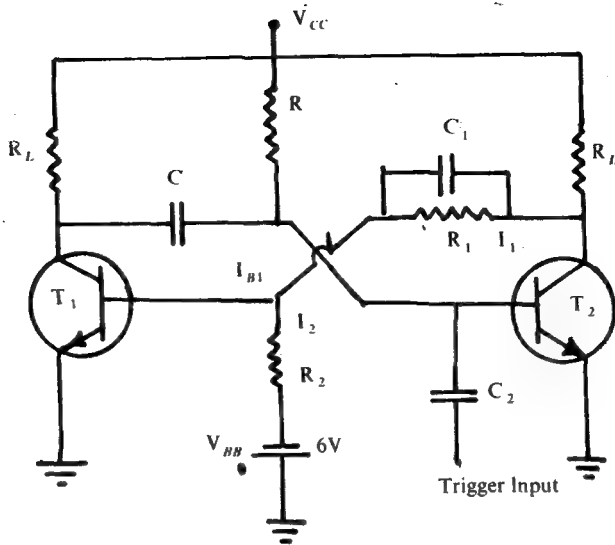 V_CC
R
R_L
C
C_1
R_L
R_1 I_1
T_1
I_B1
I_2
T_2
R_2
C_2
V_BB 6V
Trigger Input